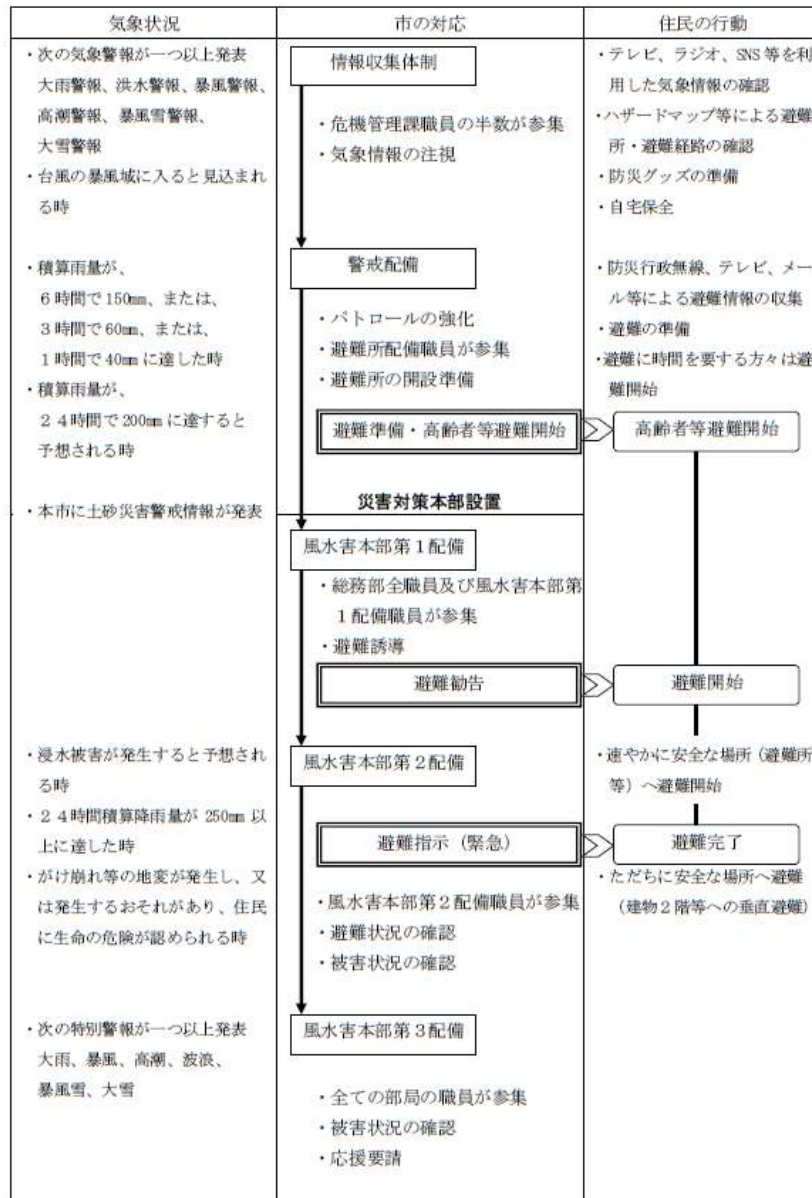 気象状況
市の対応
住民の行動
・次の気象警報が一つ以上発表
大雨警報、洪水警報、暴風警報、
高潮警報、暴風雪警報、
大雪警報
・台風の暴風域に入ると見込まれ
る時
情報収集体制
・危機管理課職員の半数が参集
・気象情報の注視
・テレビ、ラジオ、SNS 等を利
用した気象情報の確認
・ハザードマップ等による避難
所・避難経路の確認
・防災グッズの準備
・自宅保全
・積算雨量が、
6時間で150㎜、または、
3時間で60㎜、または、
1時間で40㎜に達した時
・積算雨量が、
24時間で200㎜に達すると
予想される時
警戒配備
・パトロールの強化
・避難所配備職員が参集
・避難所の開設準備
避難準備・高齢者等避難開始
・防災行政無線、テレビ、メー
ル等による避難情報の収集
・避難の準備
・避難に時間を要する方々は避
難開始
高齢者等避難開始
・本市に土砂災害警戒情報が発表
災害対策本部設置
風水害本部第1配備
・総務部全職員及び風水害本部第
1配備職員が参集
・避難誘導
避難勧告
避難開始
・浸水被害が発生すると予想され
る時
・24時間積算降雨量が 250㎜以
上に達した時
・がけ崩れ等の地変が発生し、又
は発生するおそれがあり、住民
に生命の危険が認められる時
風水害本部第2配備
避難指示（緊急）
・風水害本部第2配備職員が参集
・避難状況の確認
・被害状況の確認
・速やかに安全な場所（避難所
等）へ避難開始
避難完了
・ただちに安全な場所へ避難
（建物2階等への垂直避難）
・次の特別警報が一つ以上発表
大雨、暴風、高潮、波浪、
暴風雪、大雪
風水害本部第3配備
・全ての部局の職員が参集
・被害状況の確認
・応援要請